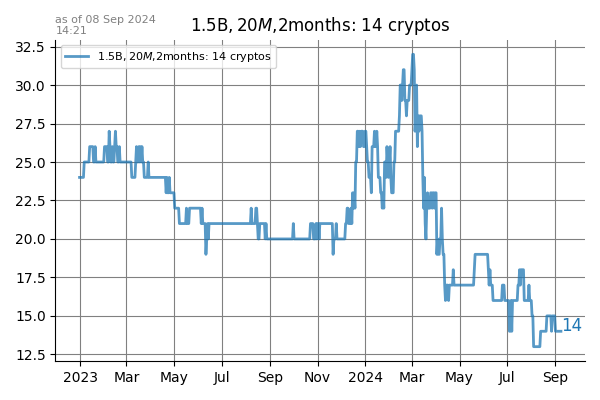 as of 08 Sep 2024
14:21
1.5B, 20M,2months: 14 cryptos
1.5B, 20M,2months: 14 cryptos
32.5
30.0
27.5
25.0
22.5
20.0
17.5
15.0
12.5
14
2023 Mar May Jul Sep Nov 2024 Mar May Jul Sep